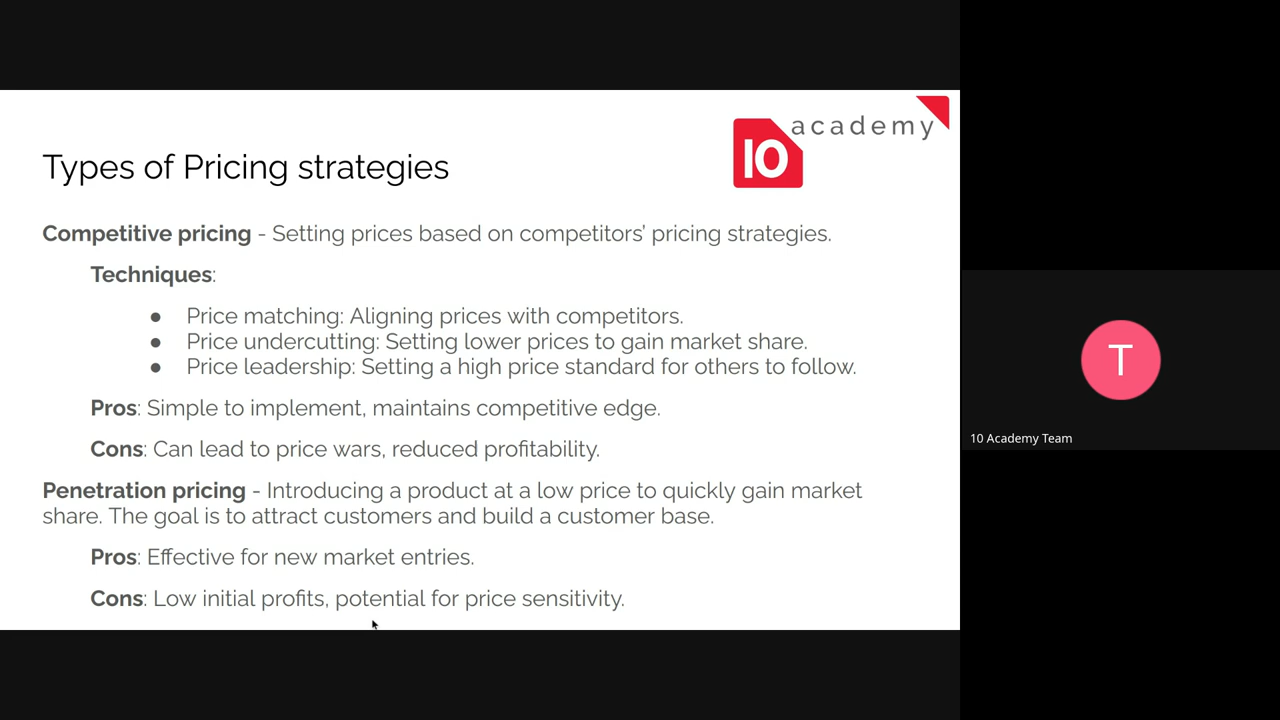 academy
10
Types of Pricing strategies
Competitive pricing - Setting prices based on competitors’ pricing strategies.
Techniques:
● Price matching: Aligning prices with competitors.
● Price undercutting: Setting lower prices to gain market share.
● Price leadership: Setting a high price standard for others to follow.
Pros: Simple to implement, maintains competitive edge.
Cons: Can lead to price wars, reduced profitability.
Penetration pricing - Introducing a product at a low price to quickly gain market
share. The goal is to attract customers and build a customer base.
Pros: Effective for new market entries.
Cons: Low initial profits, potential for price sensitivity.
T
10 Academy Team